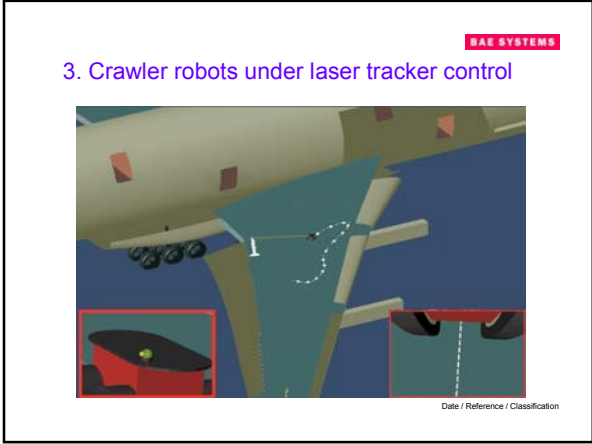 BAE SYSTEMS
3. Crawler robots under laser tracker control
Date / Reference / Classification